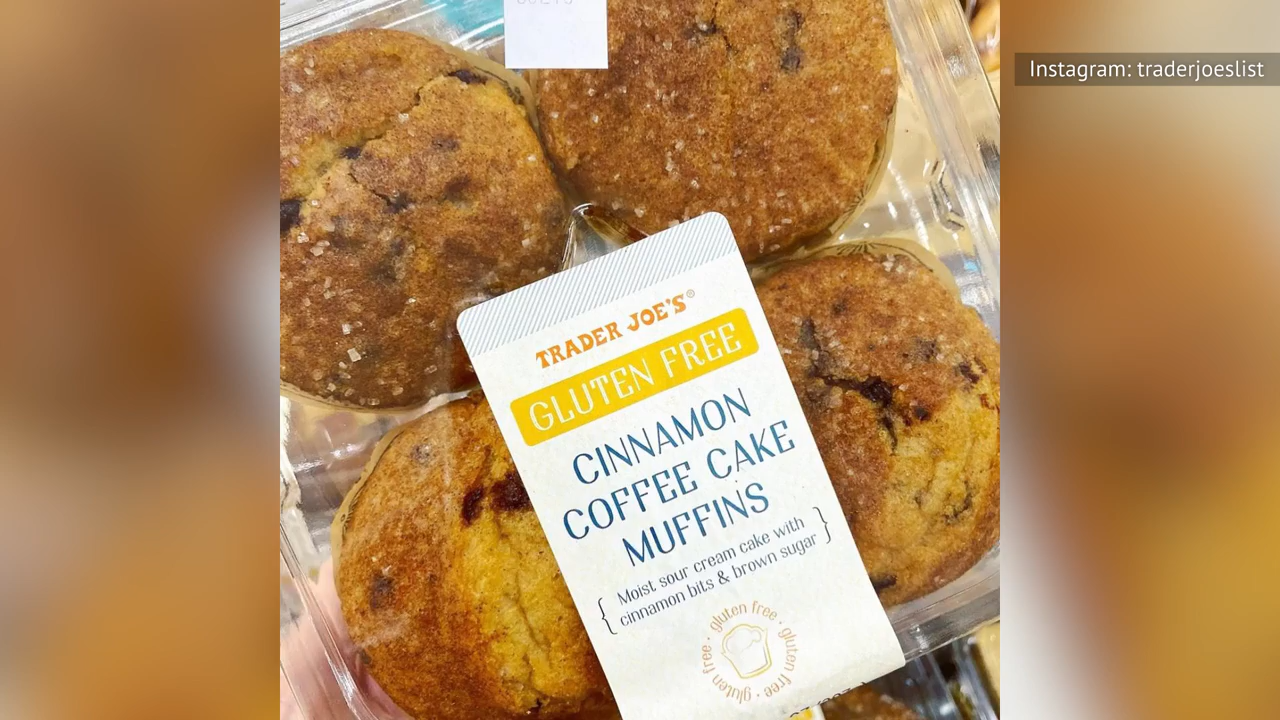 Instagram: traderjoeslist
TRADER JOE'S®
GLUTEN FREE
CINNAMON
COFFEE CAKE
MUFFINS
{ Moist sour cream cake with
cinnamon bits & brown sugar }
gluten free · gluten free · gluten free ·